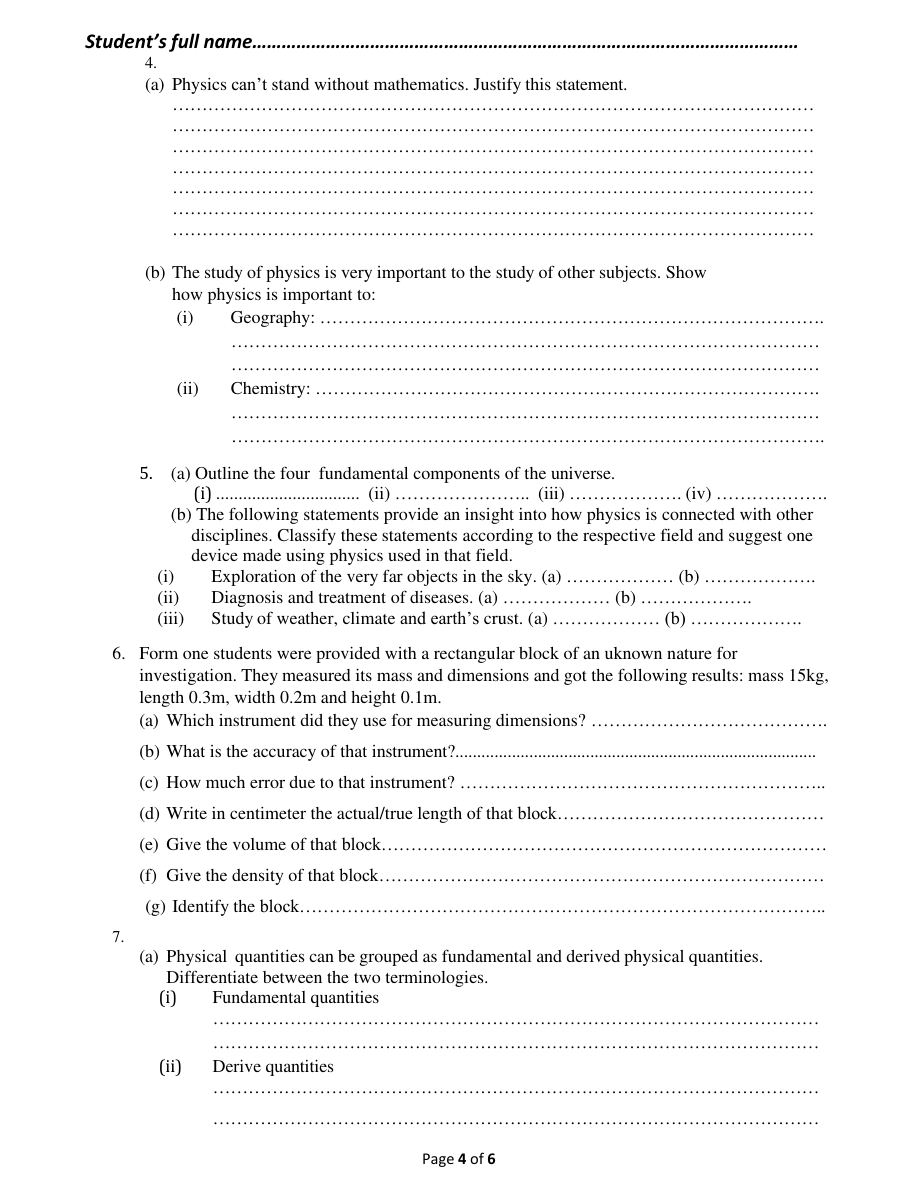 Student’s full name……………………………………………………………………………………………
4.
(a) Physics can’t stand without mathematics. Justify this statement.
………………………………………………………………………………………………
………………………………………………………………………………………………
………………………………………………………………………………………………
………………………………………………………………………………………………
………………………………………………………………………………………………
………………………………………………………………………………………………
………………………………………………………………………………………………
(b) The study of physics is very important to the study of other subjects. Show
how physics is important to:
(i) Geography: ………………………………………………………………………….
………………………………………………………………………………………
………………………………………………………………………………………
(ii) Chemistry: ………………………………………………………………………….
………………………………………………………………………………………
……………………………………………………………………………………….
5. (a) Outline the four fundamental components of the universe.
(i) ................................ (ii) ………………….. (iii) ………………. (iv) ……………….
(b) The following statements provide an insight into how physics is connected with other
disciplines. Classify these statements according to the respective field and suggest one
device made using physics used in that field.
(i) Exploration of the very far objects in the sky. (a) ……………… (b) ……………….
(ii) Diagnosis and treatment of diseases. (a) ……………… (b) ……………….
(iii) Study of weather, climate and earth’s crust. (a) ……………… (b) ……………….
6. Form one students were provided with a rectangular block of an uknown nature for
investigation. They measured its mass and dimensions and got the following results: mass 15kg,
length 0.3m, width 0.2m and height 0.1m.
(a) Which instrument did they use for measuring dimensions? ………………………………….
(b) What is the accuracy of that instrument?................................................................................
(c) How much error due to that instrument? ……………………………………………………..
(d) Write in centimeter the actual/true length of that block………………………………………
(e) Give the volume of that block…………………………………………………………………
(f) Give the density of that block…………………………………………………………………
(g) Identify the block……………………………………………………………………………..
7.
(a) Physical quantities can be grouped as fundamental and derived physical quantities.
Differentiate between the two terminologies.
(i) Fundamental quantities
…………………………………………………………………………………………
…………………………………………………………………………………………
(ii) Derive quantities
…………………………………………………………………………………………
…………………………………………………………………………………………
Page 4 of 6